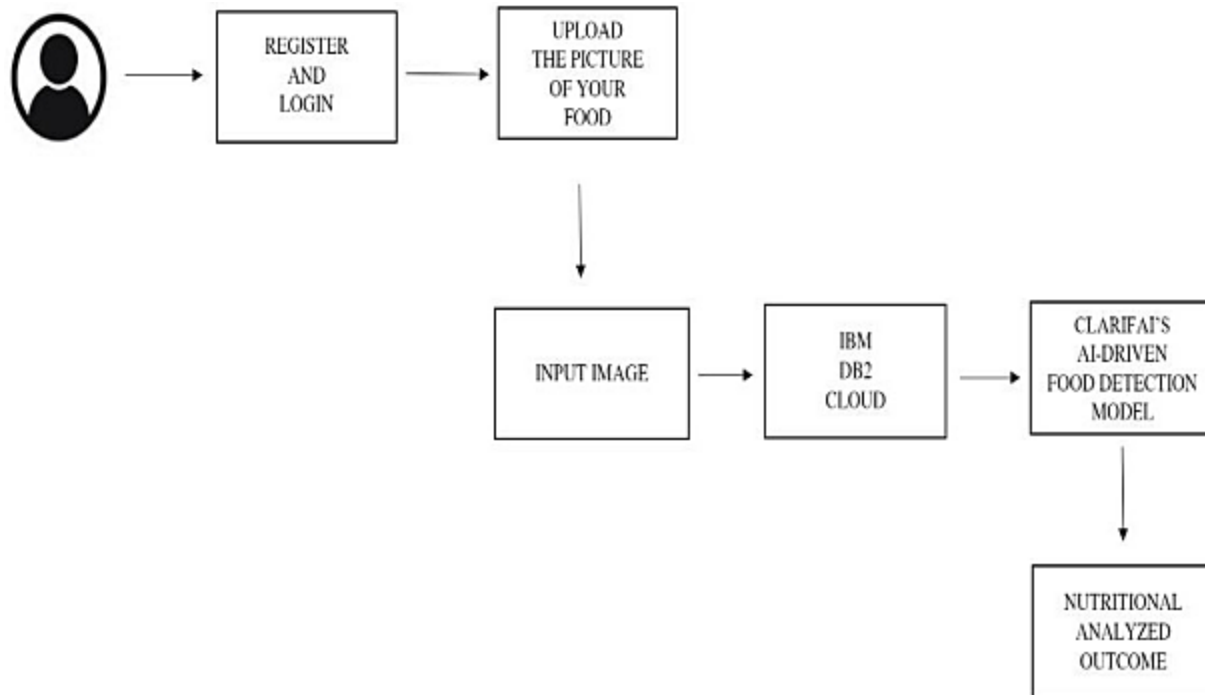 REGISTER
AND
LOGIN
UPLOAD
THE PICTURE
OF YOUR
FOOD
INPUT IMAGE
IBM
DB2
CLOUD
CLARIFAI'S
AI-DRIVEN
FOOD DETECTION
MODEL
NUTRITIONAL
ANALYZED
OUTCOME